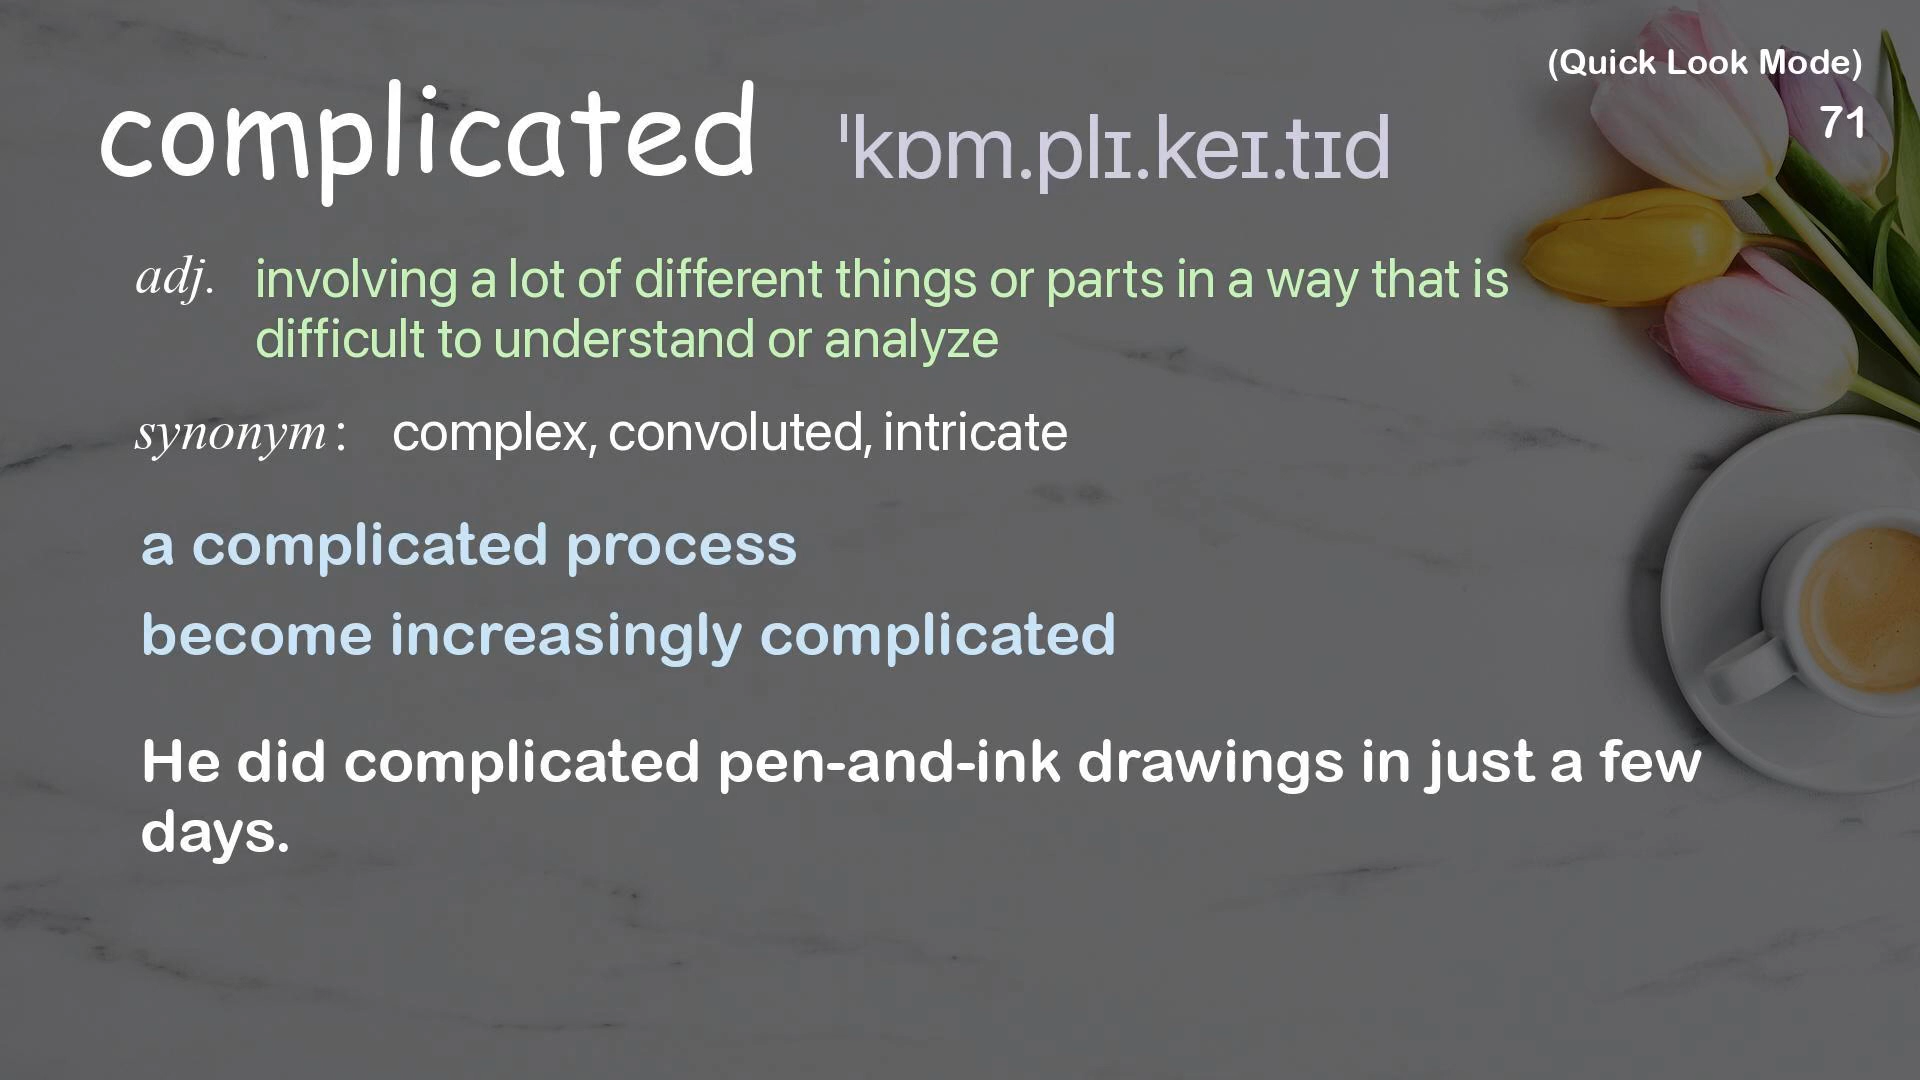 (Quick Look Mode)
71
complicated ˈkɒm.plɪ.keɪ.tɪd
adj. involving a lot of different things or parts in a way that is
difficult to understand or analyze
synonym: complex, convoluted, intricate
a complicated process
become increasingly complicated
He did complicated pen-and-ink drawings in just a few
days.